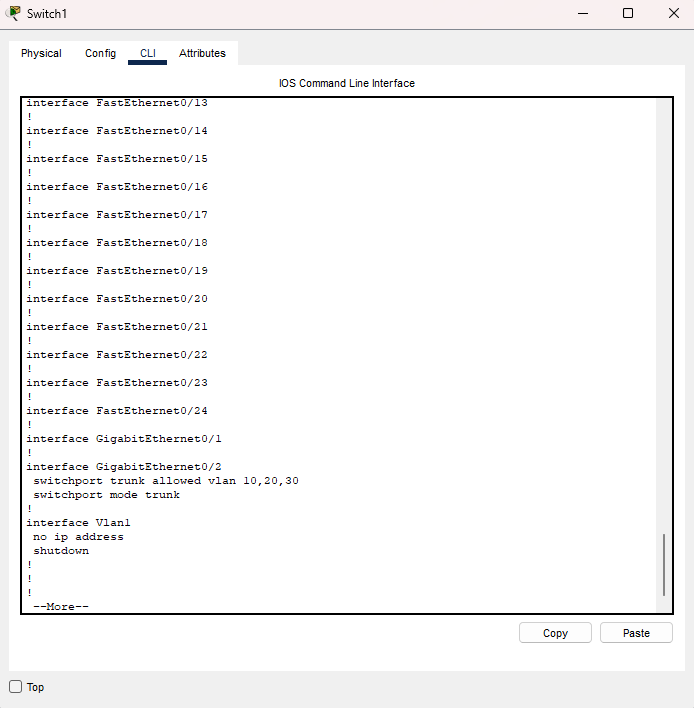 Switch1
Physical Config CLI Attributes
IOS Command Line Interface
interface FastEthernet0/13
!
interface FastEthernet0/14
!
interface FastEthernet0/15
!
interface FastEthernet0/16
!
interface FastEthernet0/17
!
interface FastEthernet0/18
!
interface FastEthernet0/19
!
interface FastEthernet0/20
!
interface FastEthernet0/21
!
interface FastEthernet0/22
!
interface FastEthernet0/23
!
interface FastEthernet0/24
!
interface GigabitEthernet0/1
!
interface GigabitEthernet0/2
switchport trunk allowed vlan 10,20,30
switchport mode trunk
!
interface Vlan1
no ip address
shutdown
!
!
!
--More--
Copy Paste
Top